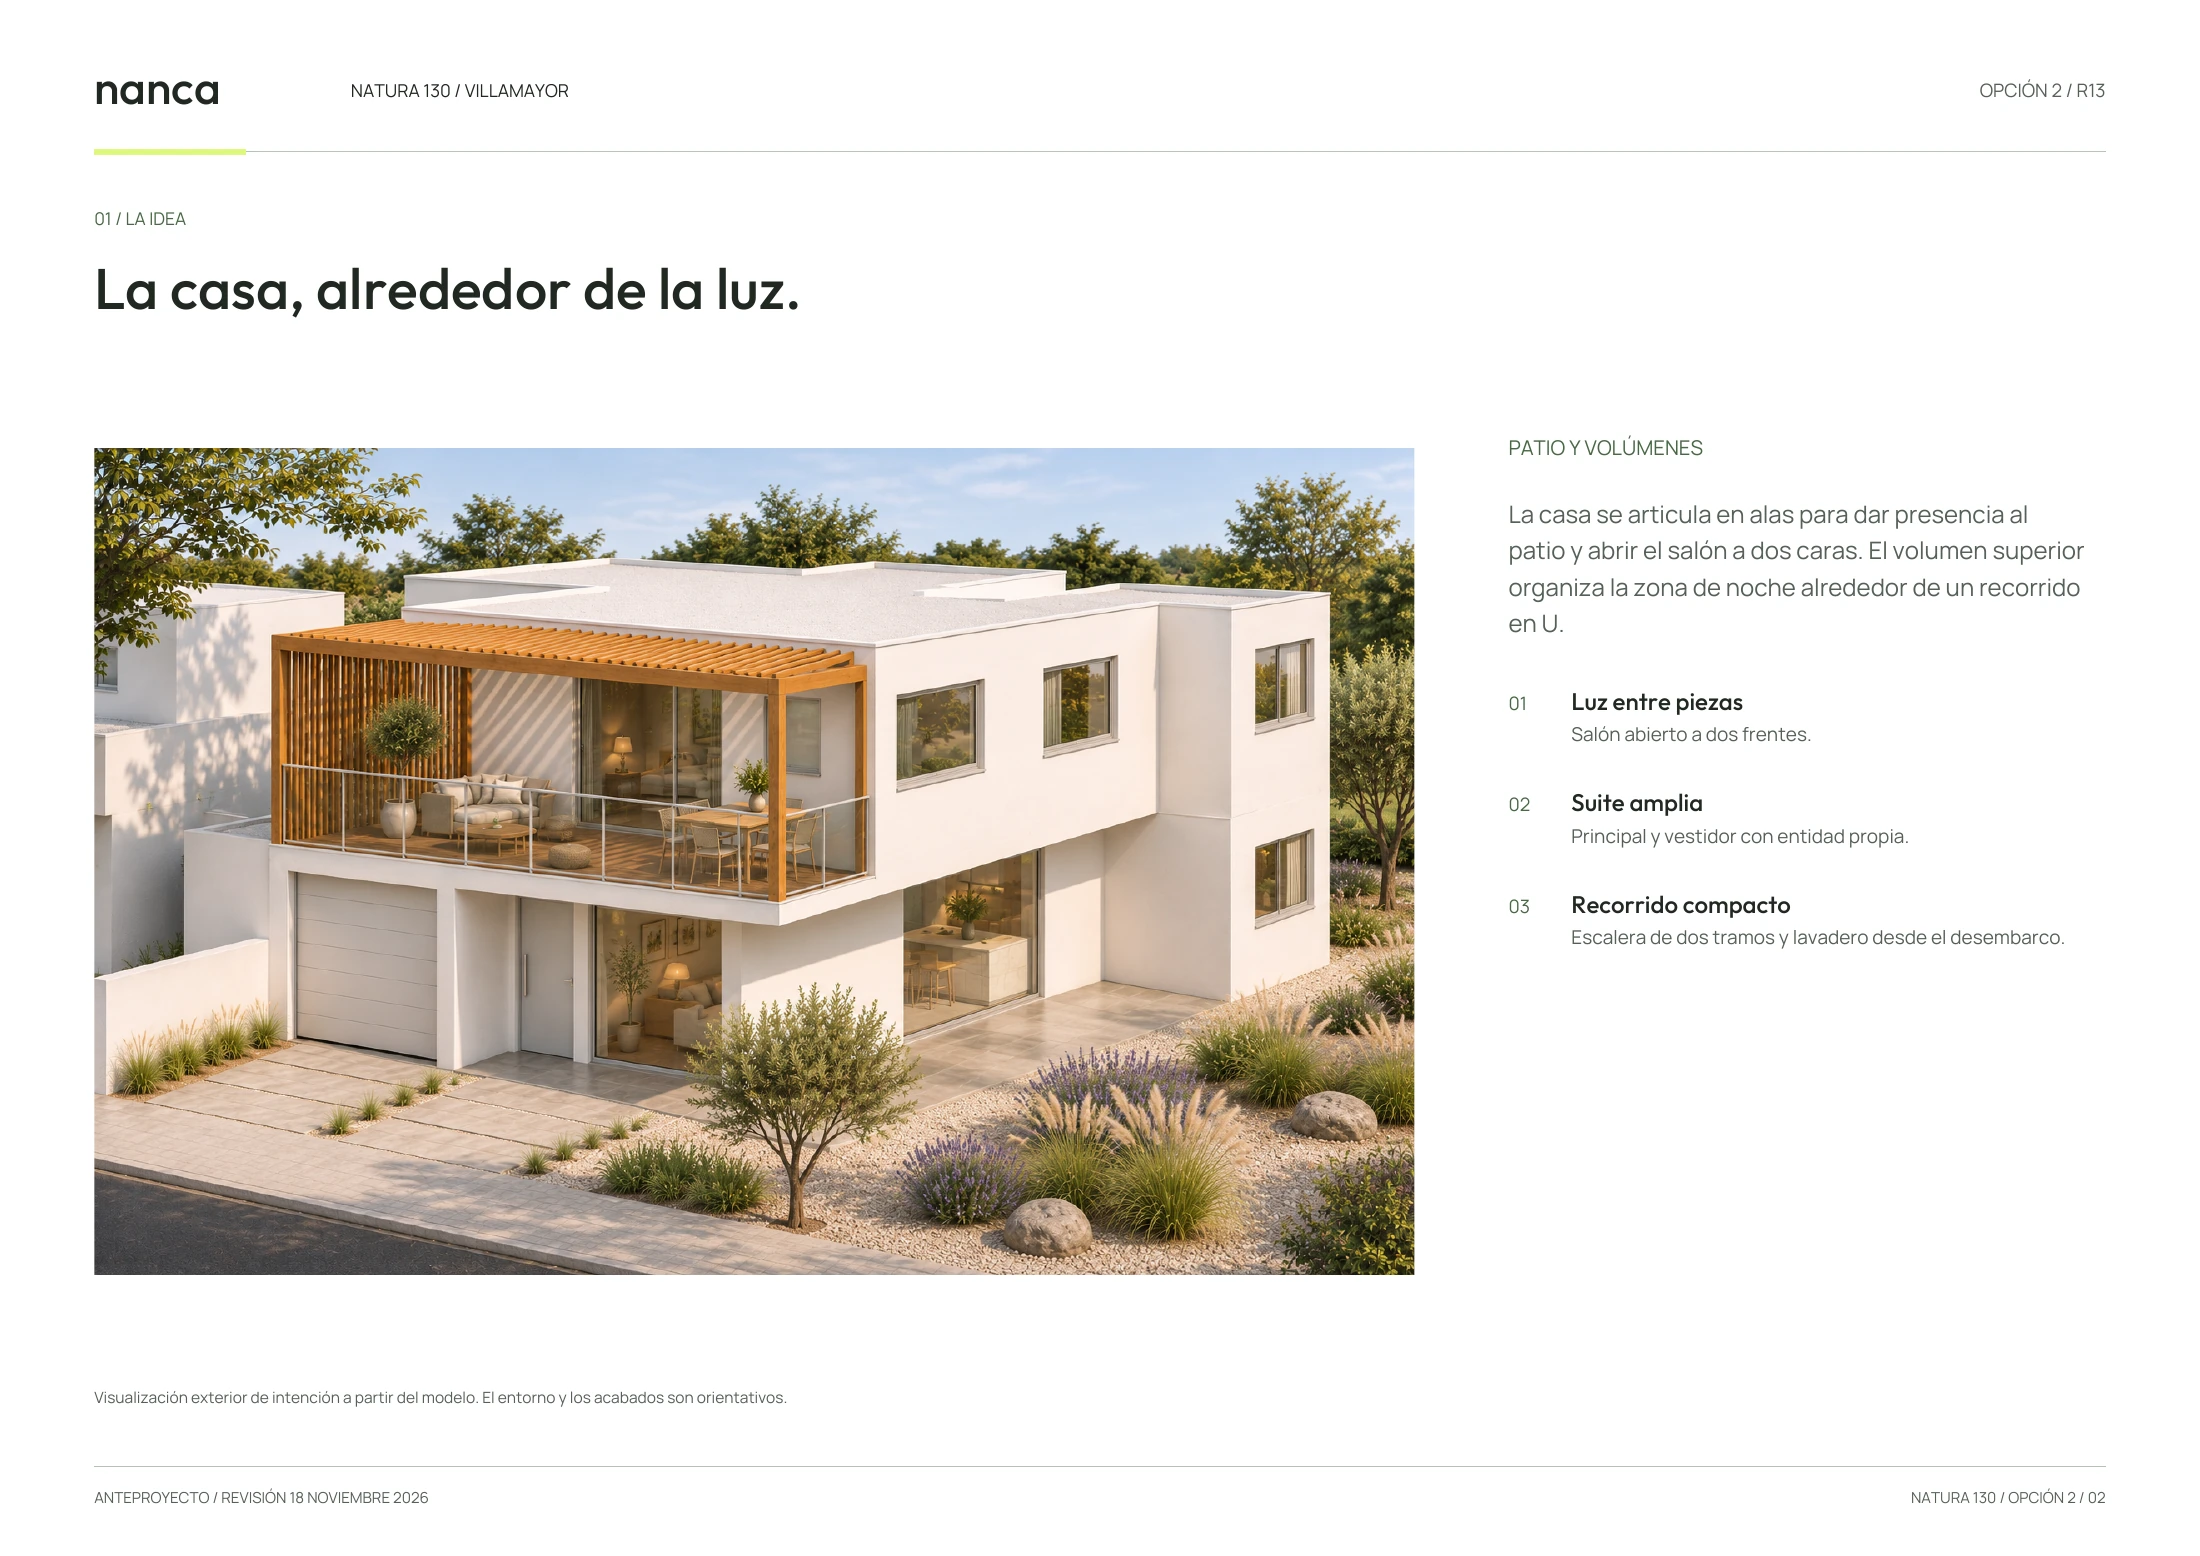 nanca
NATURA 130 / VILLAMAYOR
OPCIÓN 2 / R13
01 / LA IDEA
La casa, alrededor de la luz.
PATIO Y VOLÚMENES
La casa se articula en alas para dar presencia al
patio y abrir el salón a dos caras. El volumen superior
organiza la zona de noche alrededor de un recorrido
en U.
01 Luz entre piezas
Salón abierto a dos frentes.
02 Suite amplia
Principal y vestidor con entidad propia.
03 Recorrido compacto
Escalera de dos tramos y lavadero desde el desembarco.
Visualización exterior de intención a partir del modelo. El entorno y los acabados son orientativos.
ANTEPROYECTO / REVISIÓN 18 NOVIEMBRE 2026
NATURA 130 / OPCIÓN 2 / 02